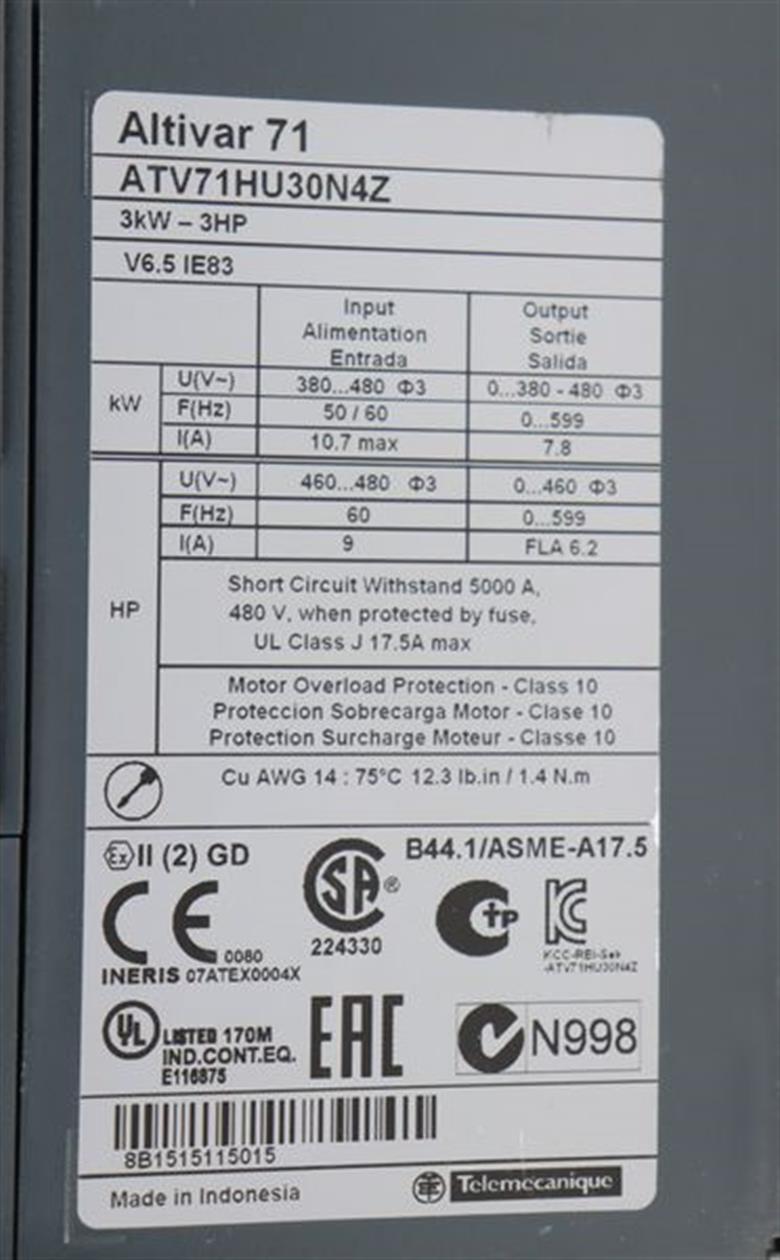 Altivar 71
ATV71HU30N4Z
3kW - 3HP
V6.5 IE83
Input Output
Alimentation Sortie
Entrada Salida
kW
U(V~) 380...480 Φ3 0...380 - 480 Φ3
F(Hz) 50 / 60 0...599
I(A) 10.7 max 7.8
HP
U(V~) 460...480 Φ3 0...460 Φ3
F(Hz) 60 0...599
I(A) 9 FLA 6.2
Short Circuit Withstand 5000 A,
480 V, when protected by fuse,
UL Class J 17.5A max
Motor Overload Protection - Class 10
Proteccion Sobrecarga Motor - Clase 10
Protection Surcharge Moteur - Classe 10
Cu AWG 14 : 75°C 12.3 lb.in / 1.4 N.m
Ex II (2) GD
CE 0080
INERIS 07ATEX0004X
SA ®
224330
B44.1/ASME-A17.5
KC
-ATV71HU30N4Z
UL LISTED 170M
IND.CONT.EQ.
E116875
EAC
N998
8B1515115015
Made in Indonesia
Telemecanique